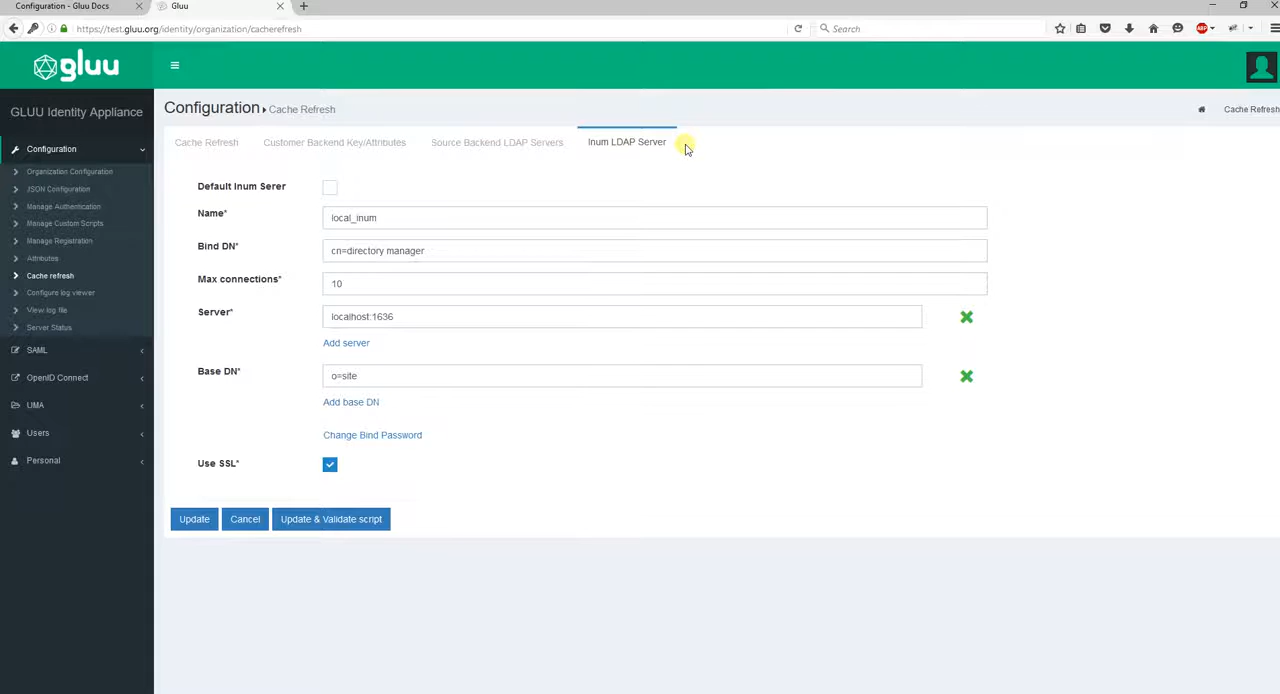 Configuration - Gluu Docs
Gluu
https://test.gluu.org/identity/organization/cacherefresh
Search
ABP
gluu
GLUU Identity Appliance
Configuration
Organization Configuration
JSON Configuration
Manage Authentication
Manage Custom Scripts
Manage Registration
Attributes
Cache refresh
Configure log viewer
View log file
Server Status
SAML
OpenID Connect
UMA
Users
Personal
Configuration Cache Refresh
Cache Refresh
Cache Refresh Customer Backend Key/Attributes Source Backend LDAP Servers Inum LDAP Server
Default Inum Serer
Name* local_inum
Bind DN* cn=directory manager
Max connections* 10
Server* localhost:1636
Add server
Base DN* o=site
Add base DN
Change Bind Password
Use SSL*
Update Cancel Update & Validate script